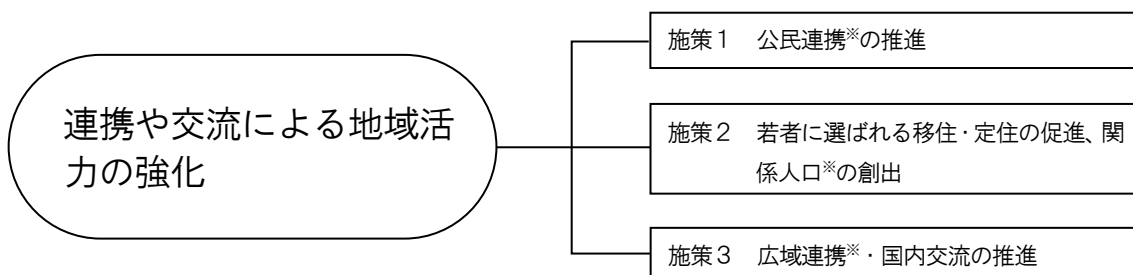 連携や交流による地域活
力の強化
施策１　公民連携※の推進
施策２　若者に選ばれる移住・定住の促進、関
係人口※の創出
施策３　広域連携※・国内交流の推進